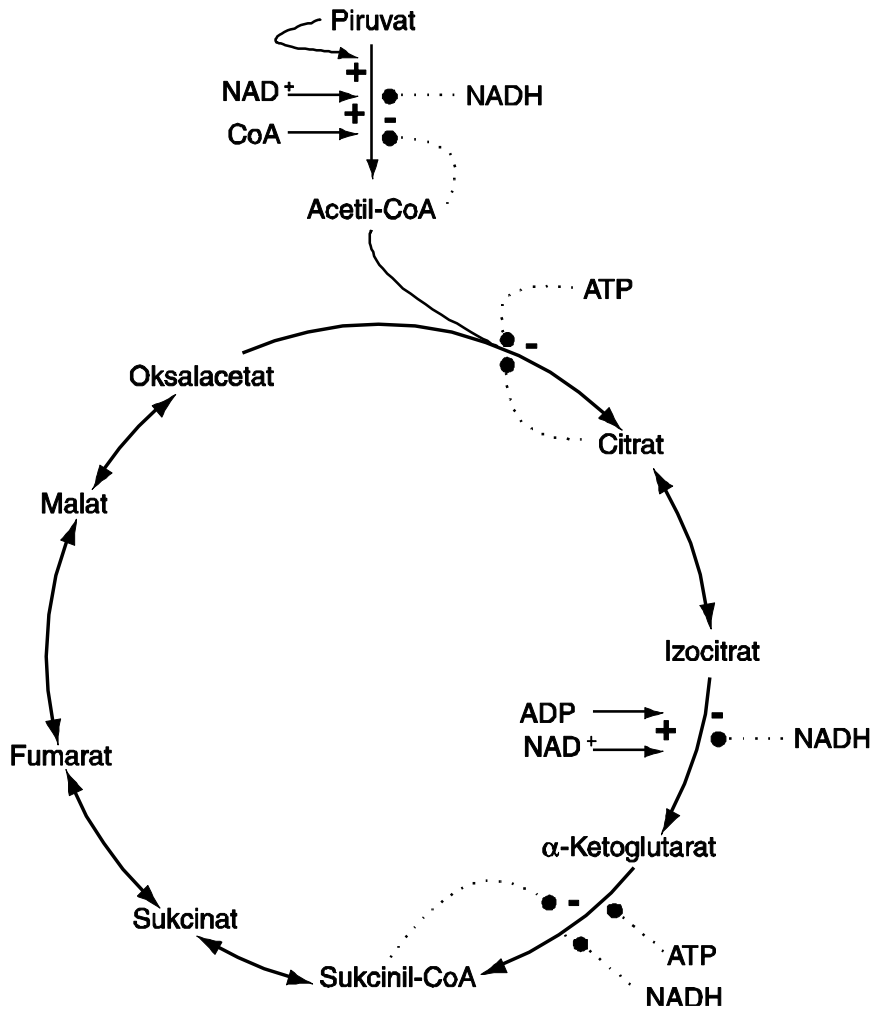 Piruvat
+
NAD+
NADH
+
-
CoA
Acetil-CoA
ATP
-
Oksalacetat
Citrat
Malat
Izocitrat
ADP
-
+
NAD+
NADH
Fumarat
α-Ketoglutarat
-
Sukcinat
ATP
Sukcinil-CoA
NADH